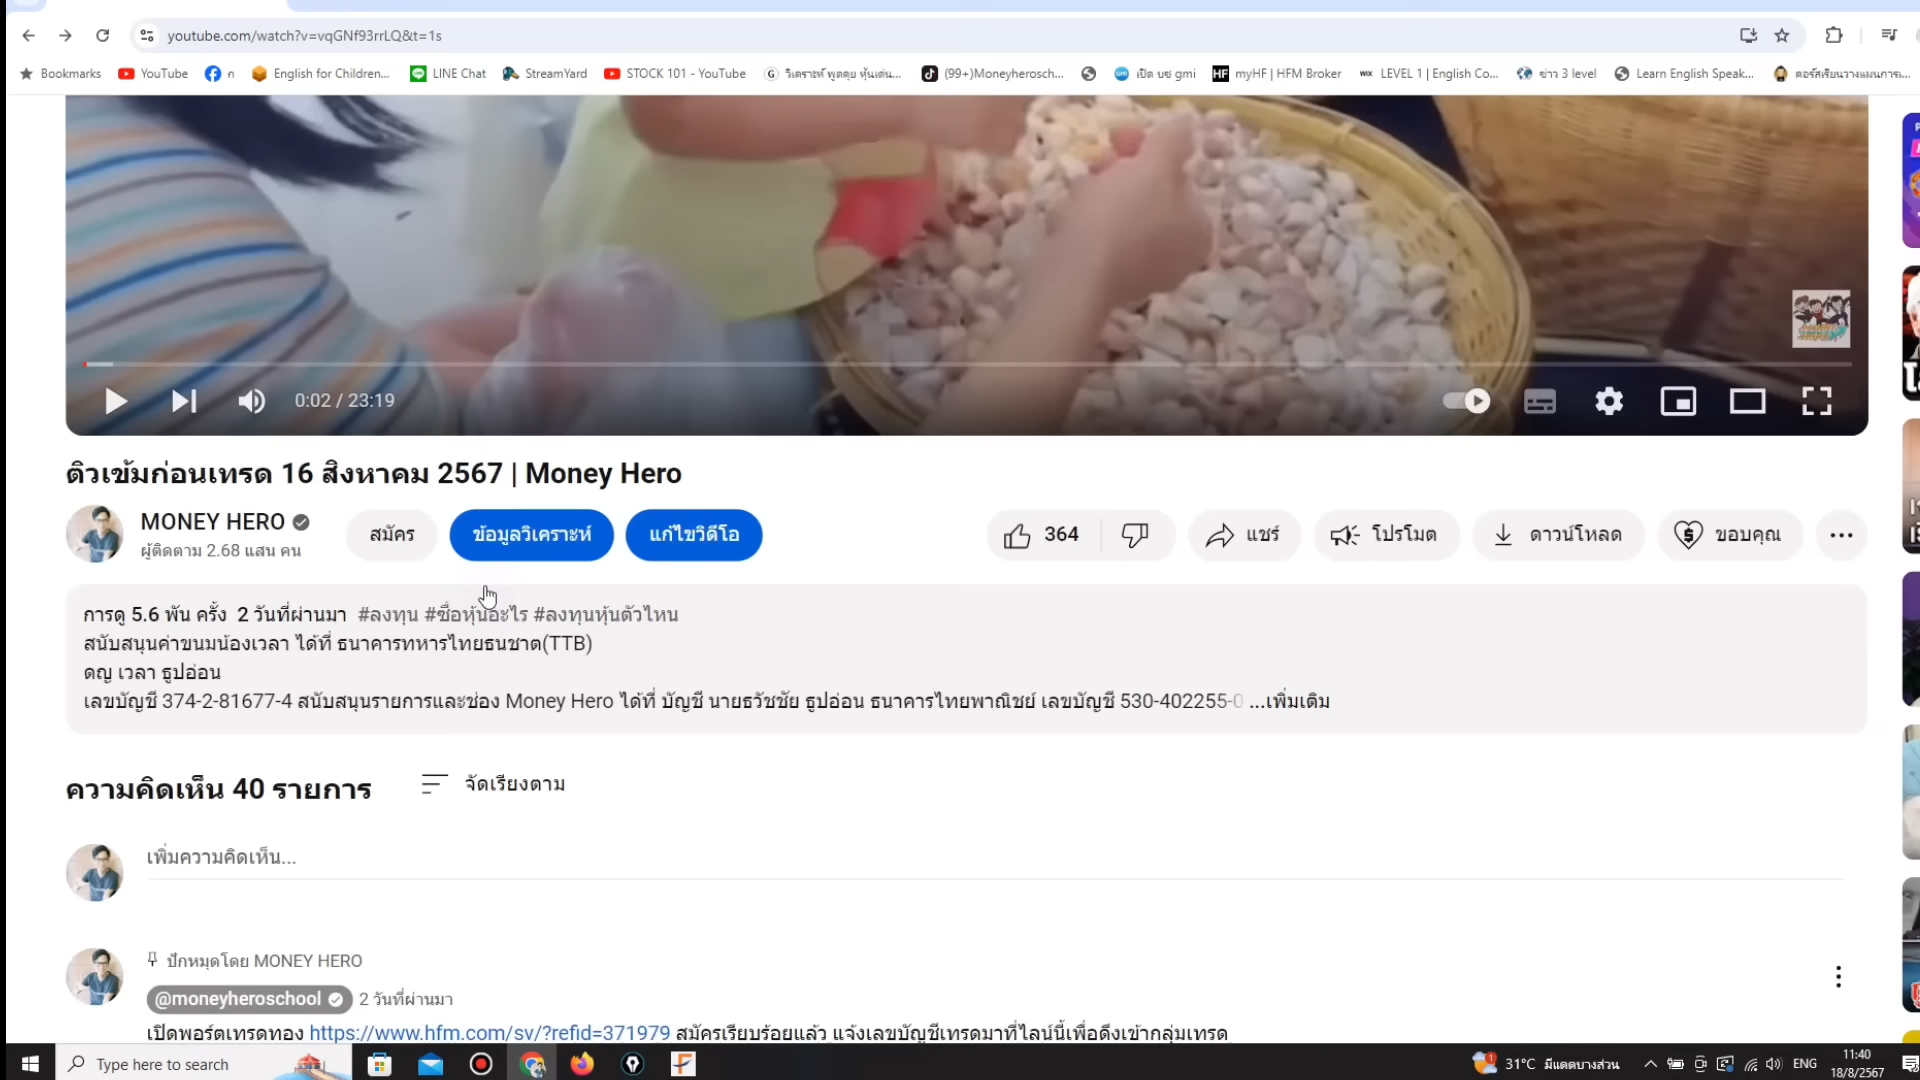 youtube.com/watch?v=vqGNf93rrLQ&t=1s
Bookmarks YouTube ก English for Children... LINE Chat StreamYard STOCK 101 - YouTube วิเคราะห์ พูดคุย หุ้นเด่น... (99+)Moneyherosch... เปิด บช gmi HF myHF | HFM Broker WIX LEVEL 1 | English Co... ข่าว 3 level Learn English Speak... คอร์สเรียนวางแผนการเ...
0:02 / 23:19
ติวเข้มก่อนเทรด 16 สิงหาคม 2567 | Money Hero
MONEY HERO
ผู้ติดตาม 2.68 แสน คน
สมัคร ข้อมูลวิเคราะห์ แก้ไขวิดีโอ 364 แชร์ โปรโมต ดาวน์โหลด ขอบคุณ
การดู 5.6 พัน ครั้ง 2 วันที่ผ่านมา #ลงทุน #ซื้อหุ้นอะไร #ลงทุนหุ้นตัวไหน
สนับสนุนค่าขนมน้องเวลา ได้ที่ ธนาคารทหารไทยธนชาต(TTB)
ดญ เวลา ธูปอ่อน
เลขบัญชี 374-2-81677-4 สนับสนุนรายการและช่อง Money Hero ได้ที่ บัญชี นายธวัชชัย ธูปอ่อน ธนาคารไทยพาณิชย์ เลขบัญชี 530-402255-0 ...เพิ่มเติม
ความคิดเห็น 40 รายการ จัดเรียงตาม
เพิ่มความคิดเห็น...
ปักหมุดโดย MONEY HERO
@moneyheroschool 2 วันที่ผ่านมา
เปิดพอร์ตเทรดทอง https://www.hfm.com/sv/?refid=371979 สมัครเรียบร้อยแล้ว แจ้งเลขบัญชีเทรดมาที่ไลน์นี้เพื่อดึงเข้ากลุ่มเทรด
Type here to search 31°C มีแดดบางส่วน ENG 11:40
18/8/2567